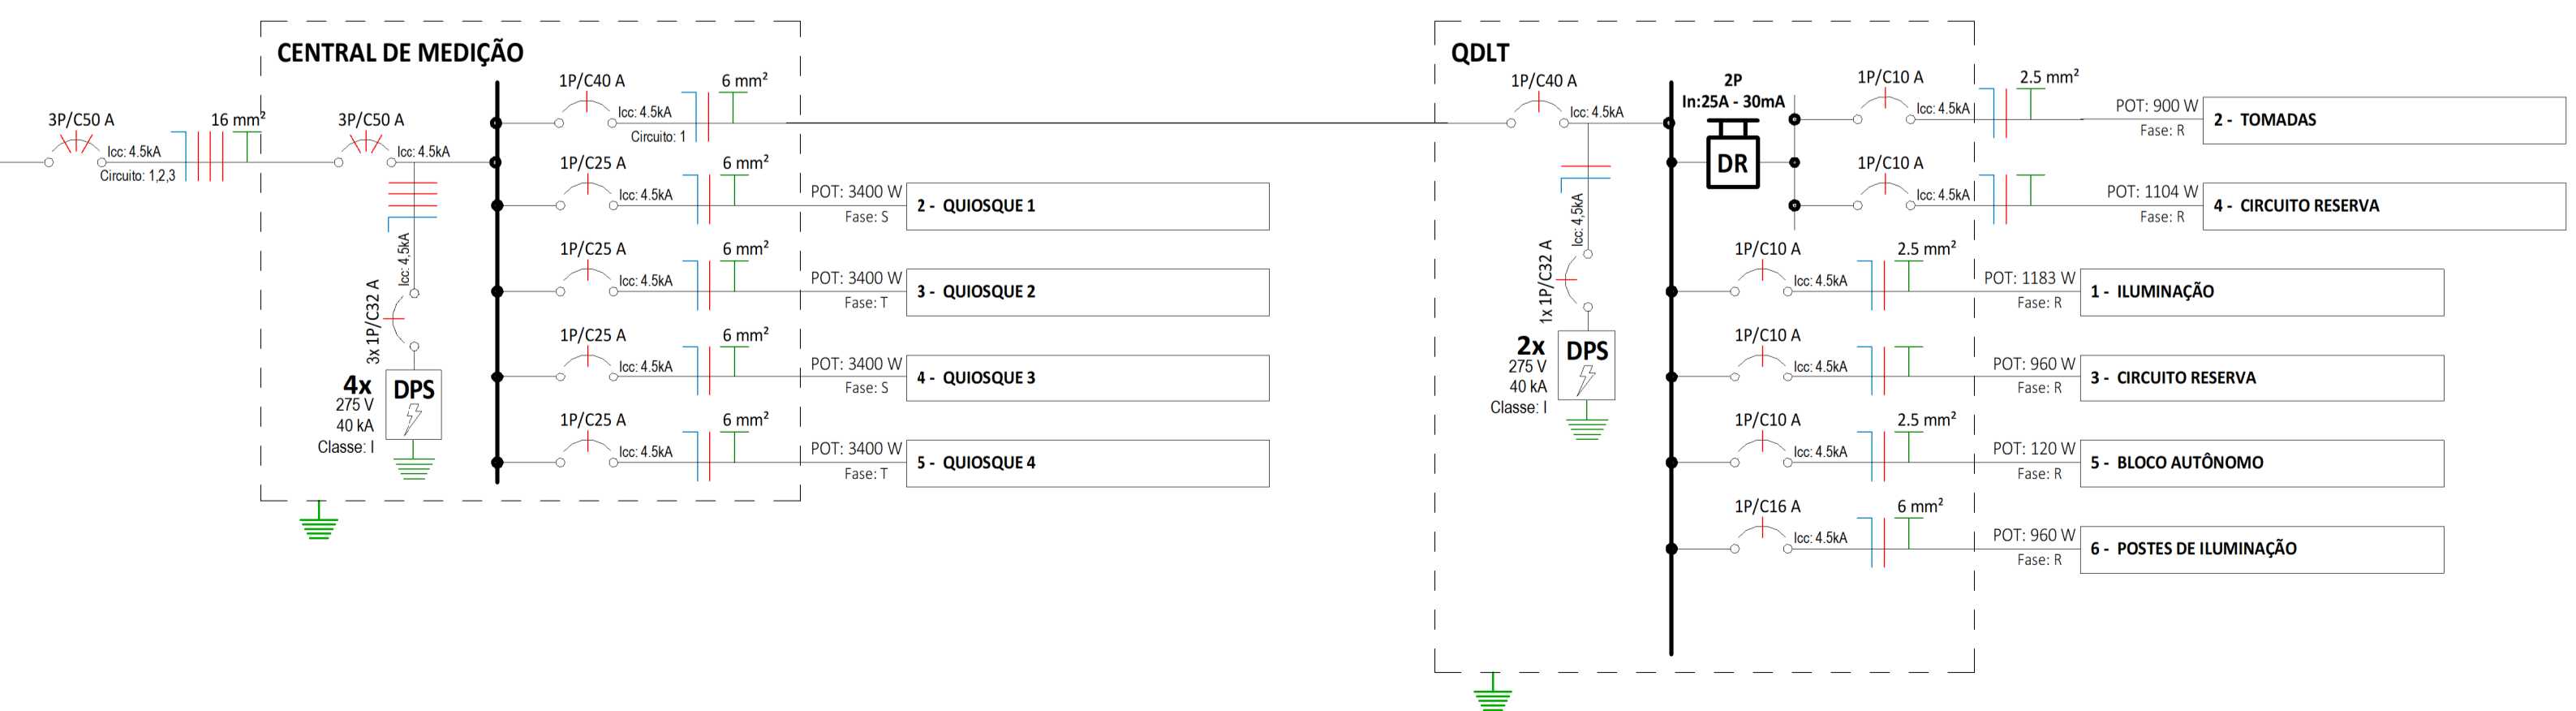 CENTRAL DE MEDIÇÃO
3P/C50 A
Icc: 4.5kA
Circuito: 1,2,3
16 mm²
3P/C50 A
Icc: 4.5kA
Icc: 4,5kA
3x 1P/C32 A
4x
275 V
40 kA
Classe: I
DPS
1P/C40 A
Icc: 4.5kA
Circuito: 1
6 mm²
1P/C25 A
Icc: 4.5kA
6 mm²
POT: 3400 W
Fase: S
2 - QUIOSQUE 1
1P/C25 A
Icc: 4.5kA
6 mm²
POT: 3400 W
Fase: T
3 - QUIOSQUE 2
1P/C25 A
Icc: 4.5kA
6 mm²
POT: 3400 W
Fase: S
4 - QUIOSQUE 3
1P/C25 A
Icc: 4.5kA
6 mm²
POT: 3400 W
Fase: T
5 - QUIOSQUE 4
QDLT
1P/C40 A
Icc: 4.5kA
Icc: 4,5kA
1x 1P/C32 A
2x
275 V
40 kA
Classe: I
DPS
2P
In:25A - 30mA
DR
1P/C10 A
Icc: 4.5kA
2.5 mm²
POT: 900 W
Fase: R
2 - TOMADAS
1P/C10 A
Icc: 4.5kA
POT: 1104 W
Fase: R
4 - CIRCUITO RESERVA
1P/C10 A
Icc: 4.5kA
2.5 mm²
POT: 1183 W
Fase: R
1 - ILUMINAÇÃO
1P/C10 A
Icc: 4.5kA
POT: 960 W
Fase: R
3 - CIRCUITO RESERVA
1P/C10 A
Icc: 4.5kA
2.5 mm²
POT: 120 W
Fase: R
5 - BLOCO AUTÔNOMO
1P/C16 A
Icc: 4.5kA
6 mm²
POT: 960 W
Fase: R
6 - POSTES DE ILUMINAÇÃO